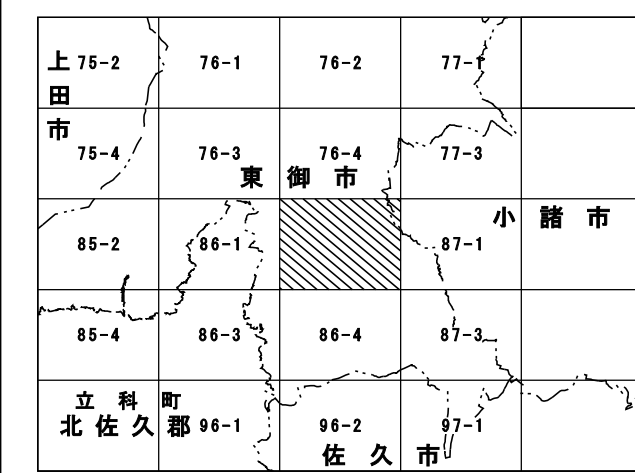 上田市
75-2 76-1 76-2 77-1
75-4 76-3 76-4 77-3
東御市
小諸市
85-2 86-1 87-1
85-4 86-3 86-4 87-3
立科町
北佐久郡 96-1 96-2 97-1
佐久市